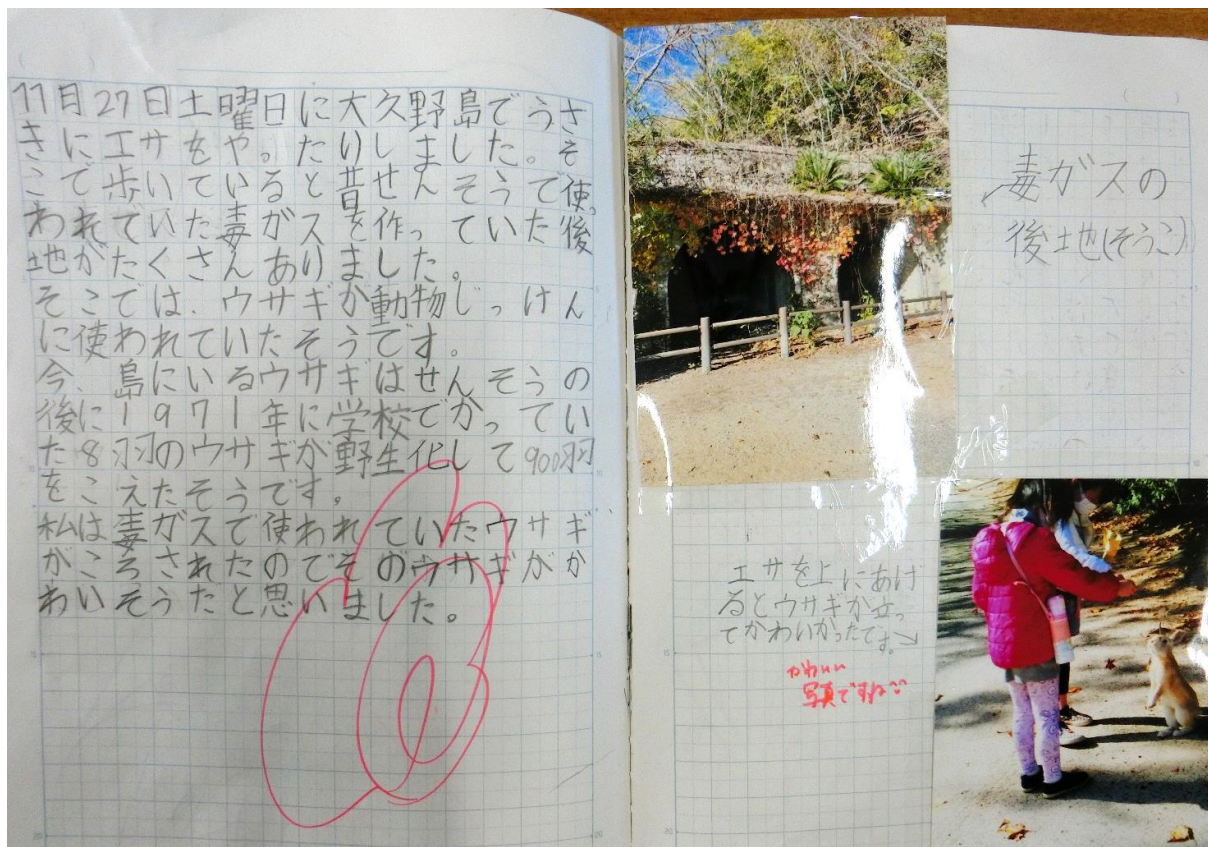 11月27日土曜日に大久野島でうさ
きにエサをや。たりしました。そ
こで歩いていると昔せんそうで使
われていた毒ガスを作っていた後
地がたくさんありました。
そこでは、ウサギが動物じっけん
に使われていたそうです。
今、島にいるウサギはせんそうの
後に1971年に学校でかってい
た8羽のウサギが野生化して900羽
をこえたそうです。
私は毒ガスで使われていたウサギ
がころされたのでそのウサギがか
わいそうだと思いました。
毒ガスの
後地(そうこ)
エサを上にあげ
るとウサギが立っ
てかわいかったです。
かわいい
写真ですね